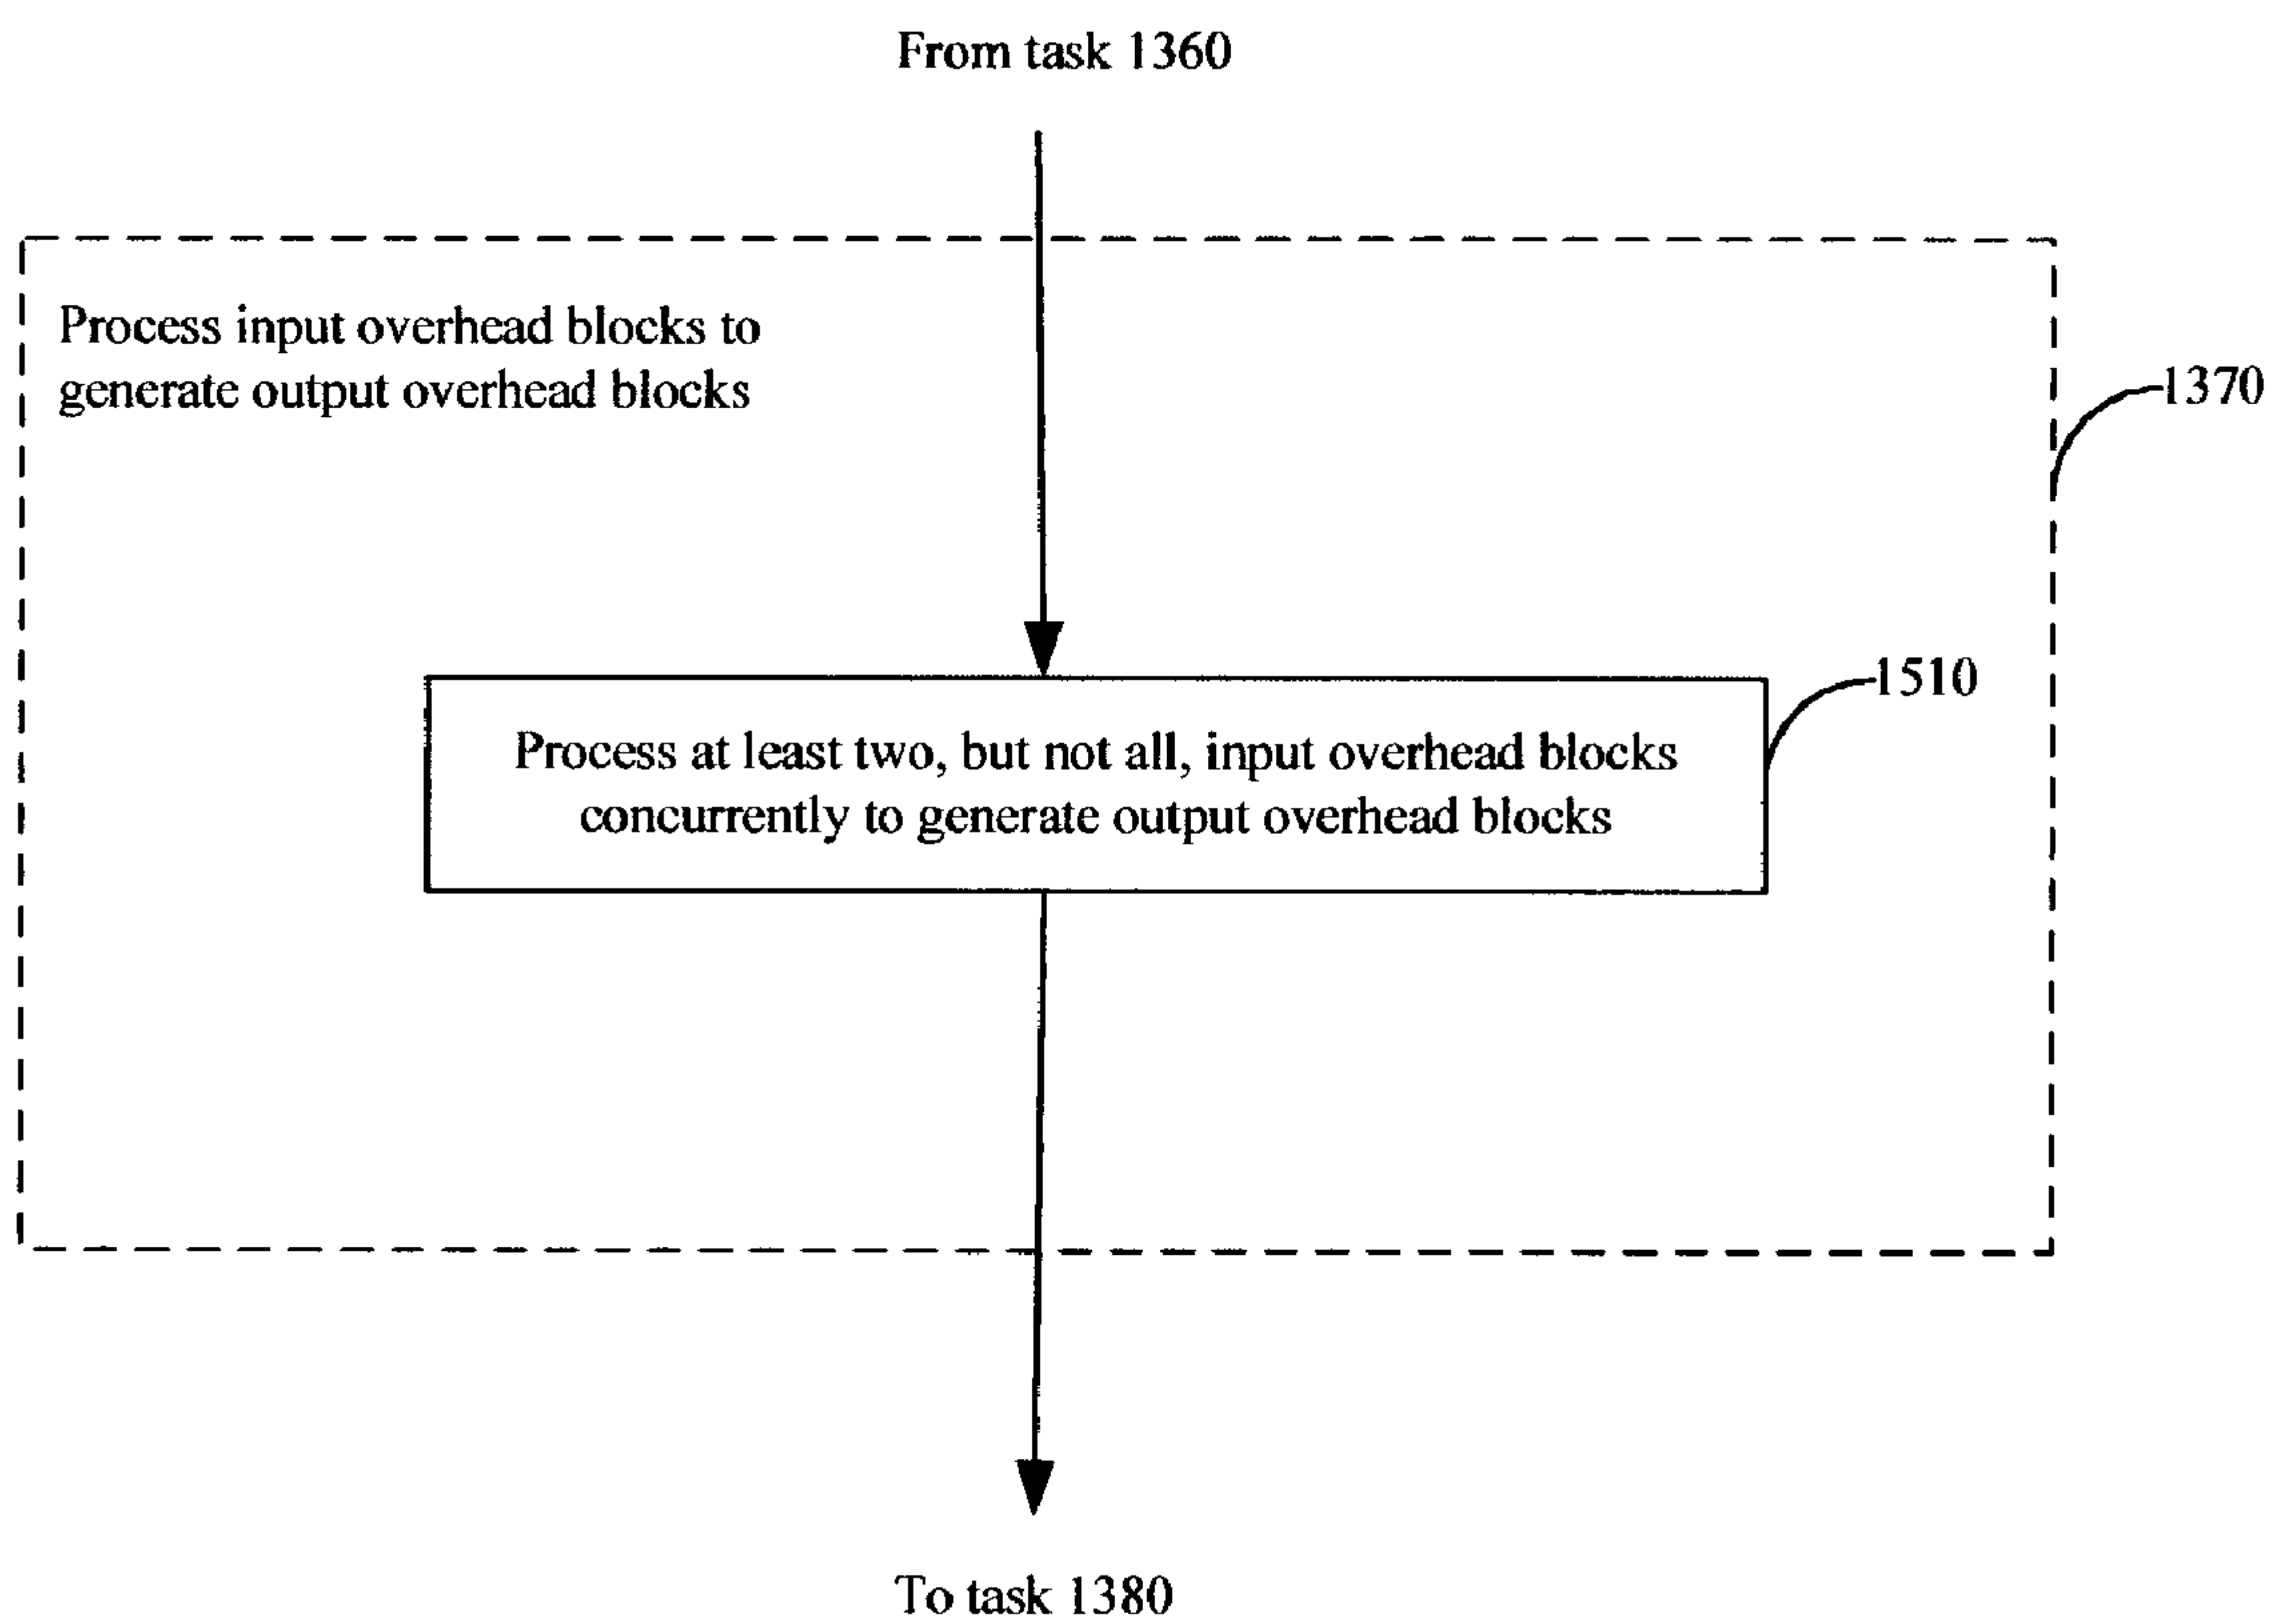 From task 1360
Process input overhead blocks to
generate output overhead blocks
1370
1510
Process at least two, but not all, input overhead blocks
concurrently to generate output overhead blocks
To task 1380